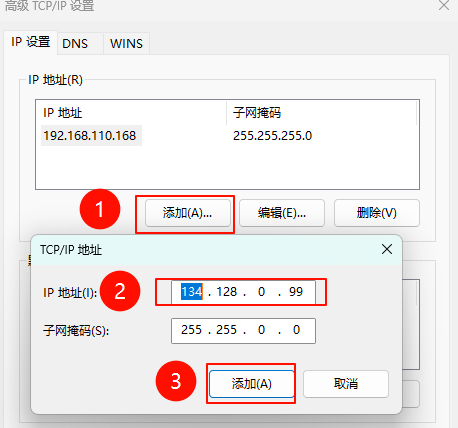 高级 TCP/IP 设置
IP 设置 DNS WINS
IP 地址(R)
IP 地址 子网掩码
192.168.110.168 255.255.255.0
1
添加(A)... 编辑(E)... 删除(V)
TCP/IP 地址
IP 地址(I): 2 134 . 128 . 0 . 99
子网掩码(S): 255 . 255 . 0 . 0
3 添加(A) 取消